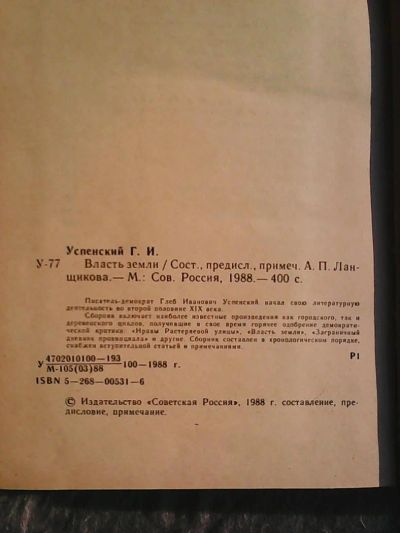 Успенский Г. И.
У-77 Власть земли / Сост., предисл., примеч. А. П. Лан-
щикова.— М.: Сов. Россия, 1988.— 400 с.
Писатель-демократ Глеб Иванович Успенский начал свою литературную
деятельность во второй половине XIX века.
Сборник включает наиболее известные произведения как городского, так и
деревенского циклов, получившие в свое время горячее одобрение демократи-
ческой критики: «Нравы Растеряевой улицы», «Власть земли», «Заграничный
дневник провинциала» и другие. Сборник составлен в хронологическом порядке,
снабжен вступительной статьей и примечаниями.
У 4702010100—193
М-105(03)88 100—1988 г. Р1
ISBN 5—268—00531—6
© Издательство «Советская Россия», 1988 г. составление, пре-
дисловие, примечание.